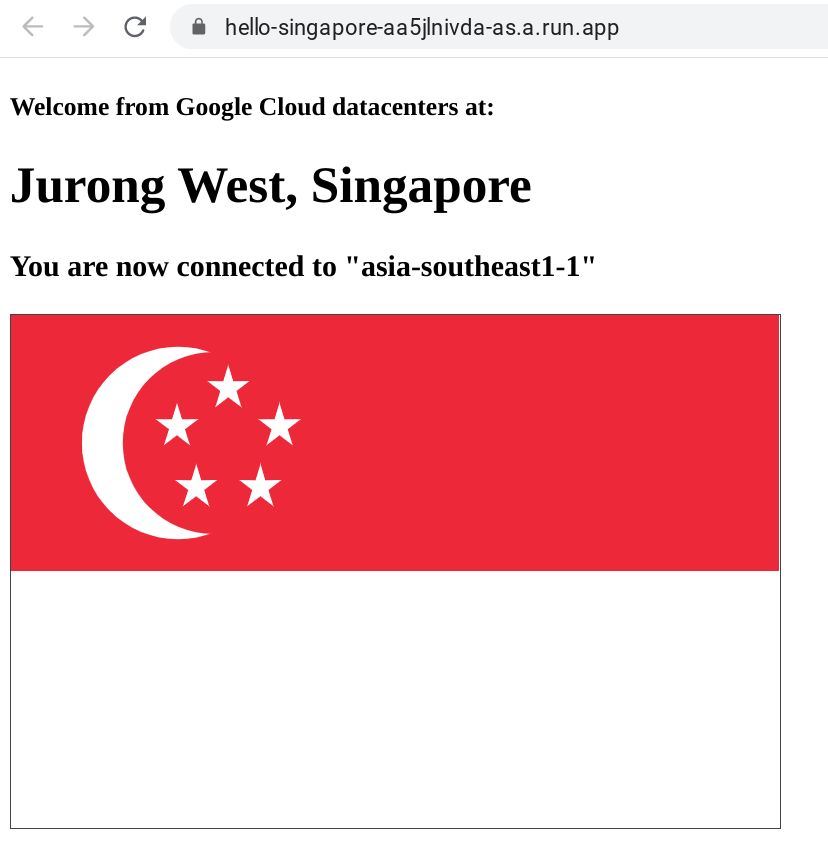 hello-singapore-aa5jlnivda-as.a.run.app
Welcome from Google Cloud datacenters at:
Jurong West, Singapore
You are now connected to "asia-southeast1-1"